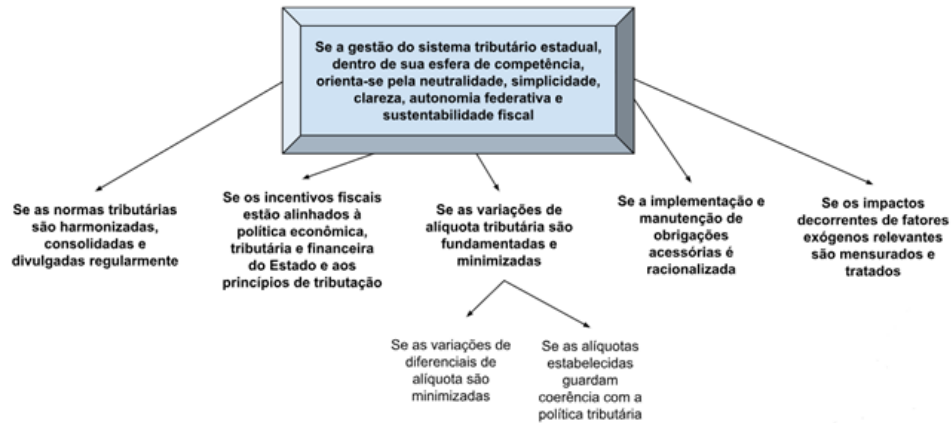 Se a gestão do sistema tributário estadual,
dentro de sua esfera de competência,
orienta-se pela neutralidade, simplicidade,
clareza, autonomia federativa e
sustentabilidade fiscal
Se as normas tributárias
são harmonizadas,
consolidadas e
divulgadas regularmente
Se os incentivos fiscais
estão alinhados à
política econômica,
tributária e financeira
do Estado e aos
princípios de tributação
Se as variações de
alíquota tributária são
fundamentadas e
minimizadas
Se a implementação e
manutenção de
obrigações
acessórias é
racionalizada
Se os impactos
decorrentes de fatores
exógenos relevantes
são mensurados e
tratados
Se as variações de
diferenciais de
alíquota são
minimizadas
Se as alíquotas
estabelecidas
guardam
coerência com a
política tributária